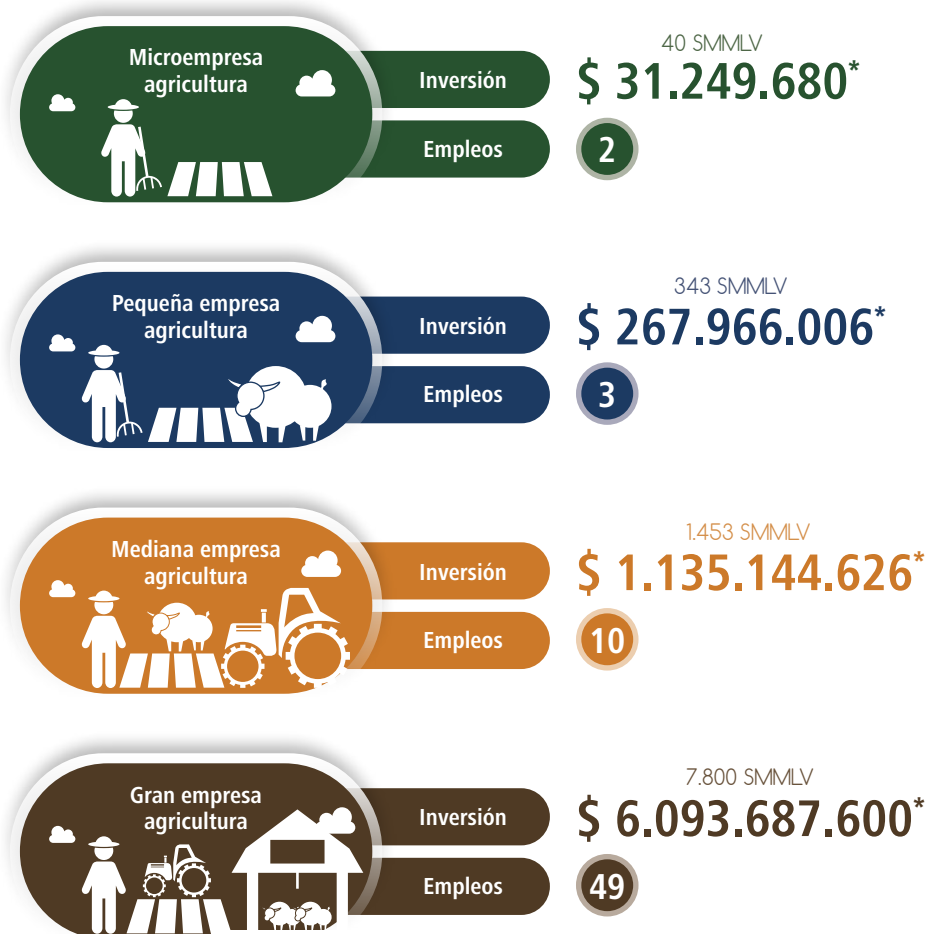 Microempresa
agricultura
Inversión
40 SMMLV
$ 31.249.680*
Empleos
2
Pequeña empresa
agricultura
Inversión
343 SMMLV
$ 267.966.006*
Empleos
3
Mediana empresa
agricultura
Inversión
1.453 SMMLV
$ 1.135.144.626*
Empleos
10
Gran empresa
agricultura
Inversión
7.800 SMMLV
$ 6.093.687.600*
Empleos
49